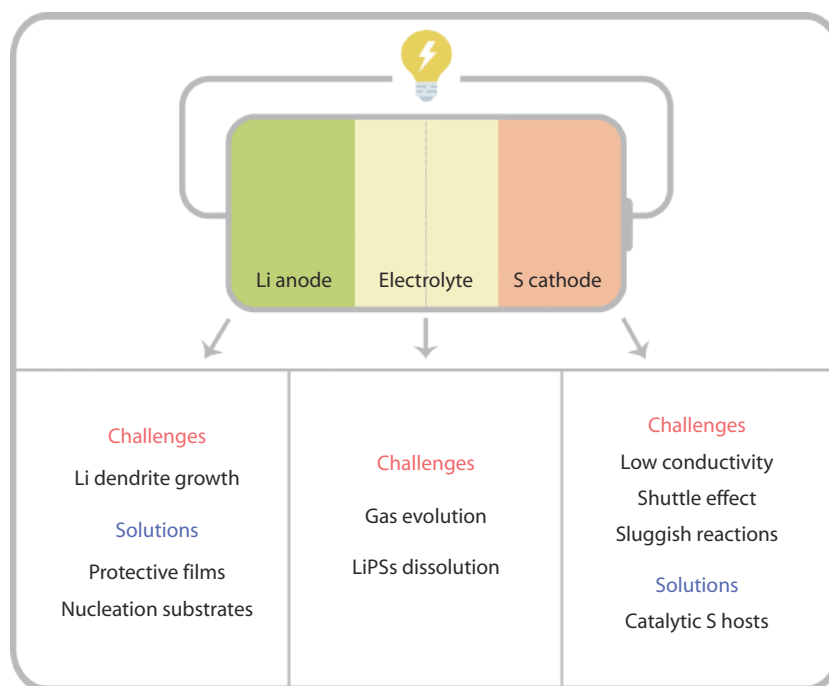 Li anode
Electrolyte
S cathode
Challenges
Li dendrite growth
Solutions
Protective films
Nucleation substrates
Challenges
Gas evolution
LiPSs dissolution
Challenges
Low conductivity
Shuttle effect
Sluggish reactions
Solutions
Catalytic S hosts